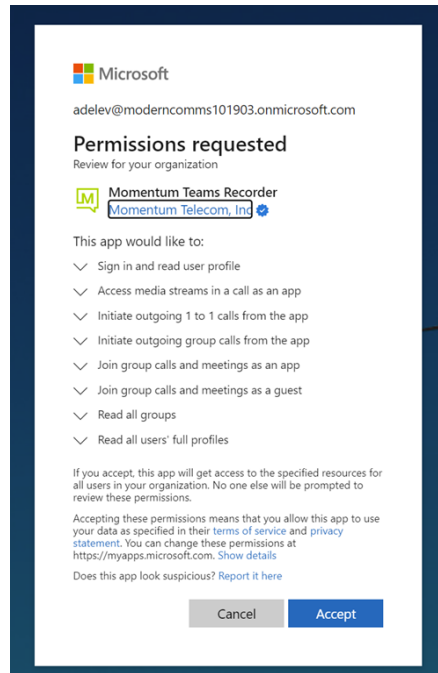 Microsoft
adelev@moderncomms101903.onmicrosoft.com
Permissions requested
Review for your organization
M
Momentum Teams Recorder
Momentum Telecom, Inc
This app would like to:
Sign in and read user profile
Access media streams in a call as an app
Initiate outgoing 1 to 1 calls from the app
Initiate outgoing group calls from the app
Join group calls and meetings as an app
Join group calls and meetings as a guest
Read all groups
Read all users' full profiles
If you accept, this app will get access to the specified resources for
all users in your organization. No one else will be prompted to
review these permissions.
Accepting these permissions means that you allow this app to use
your data as specified in their terms of service and privacy
statement. You can change these permissions at
https://myapps.microsoft.com. Show details
Does this app look suspicious? Report it here
Cancel Accept